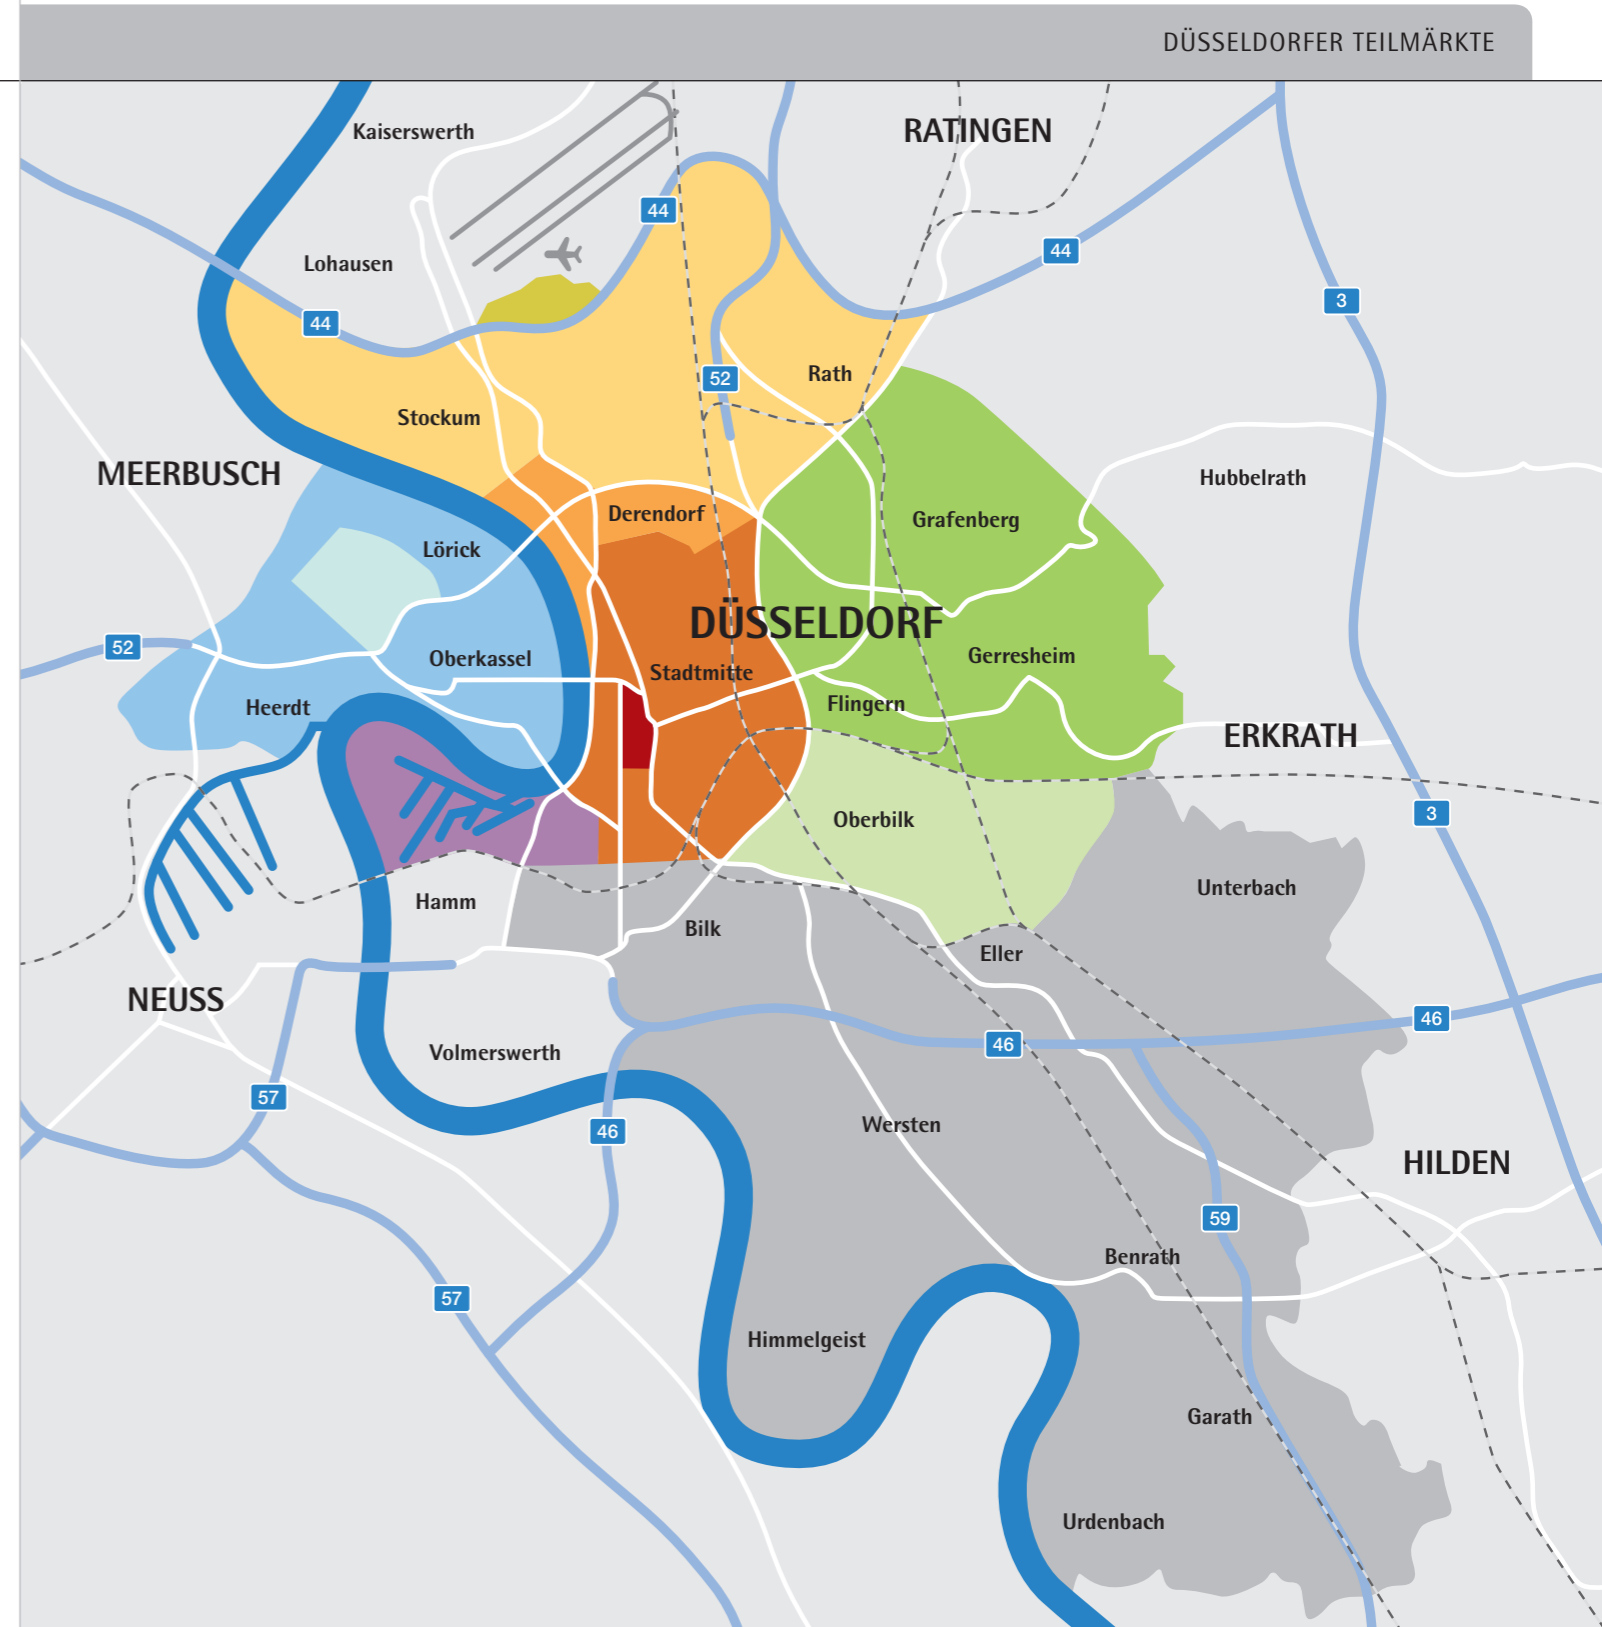 DÜSSELDORFER TEILMÄRKTE
Kaiserswerth
RATINGEN
44
44
Lohausen
3
44
52
Rath
Stockum
MEERBUSCH
Hubbelrath
Derendorf
Grafenberg
Lörick
DÜSSELDORF
52
Oberkassel
Stadtmitte
Gerresheim
Heerdt
Flingern
ERKRATH
3
Oberbilk
Unterbach
Hamm
Bilk
Eller
NEUSS
46
46
Volmerswerth
57
46
Wersten
HILDEN
59
Benrath
57
Himmelgeist
Garath
Urdenbach